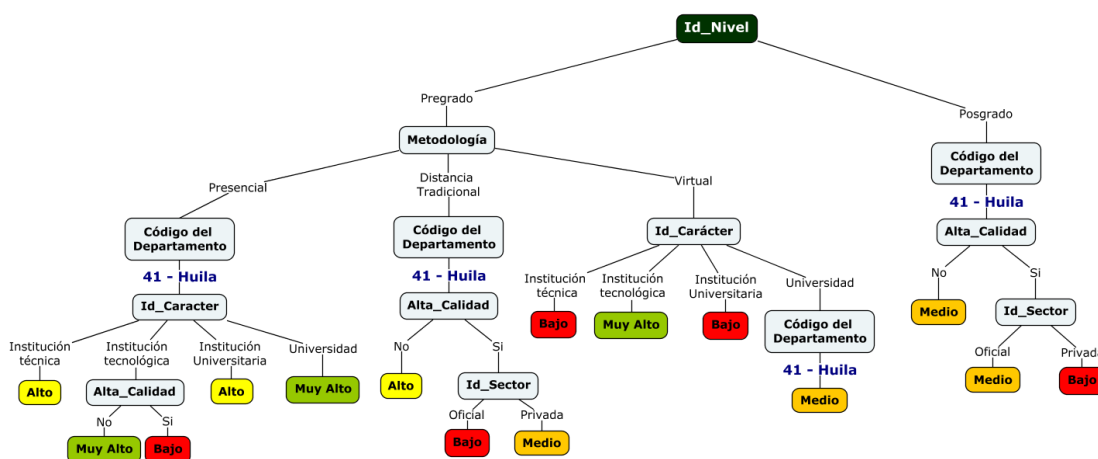 Id_Nivel
Pregrado
Posgrado
Metodología
Código del
Departamento
Presencial
Distancia
Tradicional
Virtual
41 - Huila
Código del
Departamento
Código del
Departamento
Id_Carácter
Alta_Calidad
41 - Huila
41 - Huila
Institución
técnica
Institución
tecnológica
Institución
Universitaria
Universidad
No
Si
Id_Caracter
Alta_Calidad
Bajo
Muy Alto
Bajo
Código del
Departamento
Medio
Id_Sector
Institución
técnica
Institución
tecnológica
Institución
Universitaria
Universidad
No
Si
41 - Huila
Oficial
Privada
Alto
Alta_Calidad
Alto
Muy Alto
Alto
Id_Sector
Medio
Medio
Bajo
No
Si
Oficial
Privada
Muy Alto
Bajo
Bajo
Medio